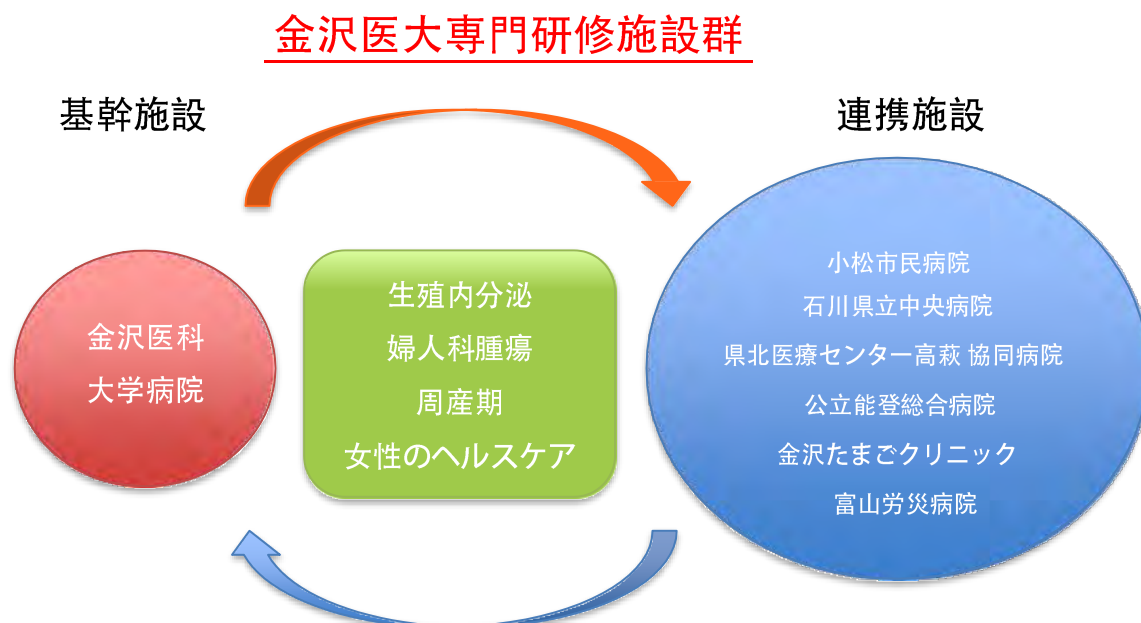 金沢医大専門研修施設群
基幹施設
連携施設
金沢医科
大学病院
生殖内分泌
婦人科腫瘍
周産期
女性のヘルスケア
小松市民病院
石川県立中央病院
県北医療センター高萩 協同病院
公立能登総合病院
金沢たまごクリニック
富山労災病院